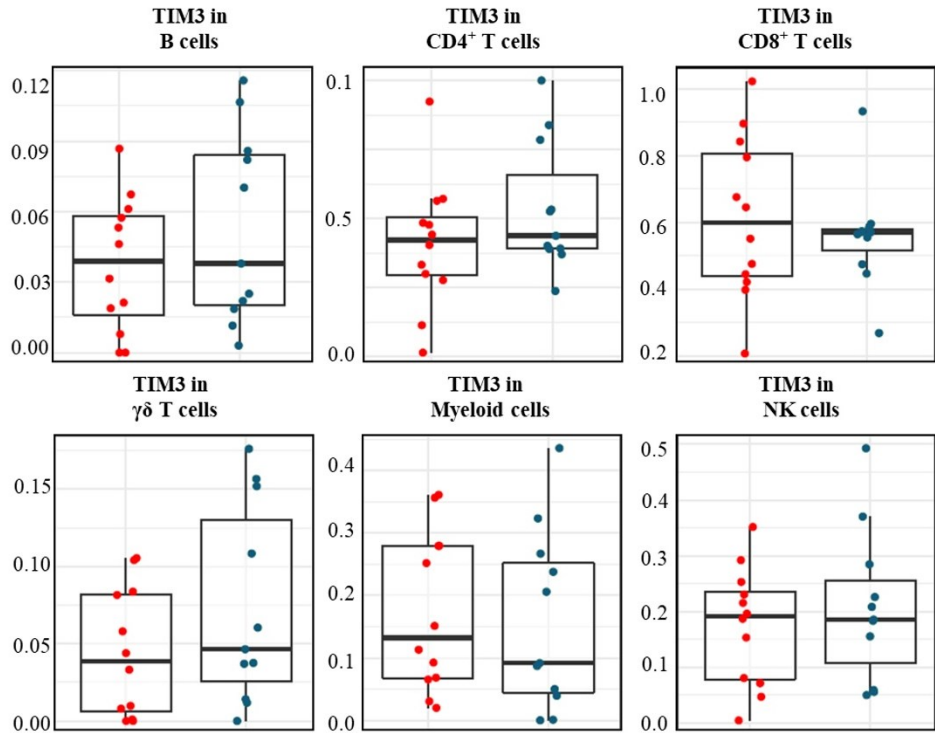 TIM3 in
B cells
TIM3 in
CD4⁺ T cells
TIM3 in
CD8⁺ T cells
0.12
0.09
0.06
0.03
0.00
0.1
0.5
0.0
1.0
0.8
0.6
0.4
0.2
TIM3 in
γδ T cells
TIM3 in
Myeloid cells
TIM3 in
NK cells
0.15
0.10
0.05
0.00
0.4
0.3
0.2
0.1
0.0
0.5
0.4
0.3
0.2
0.1
0.0